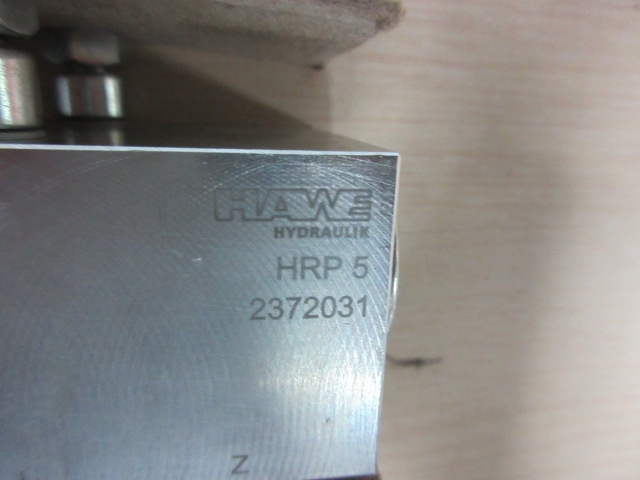 HAWE
HYDRAULIK
HRP 5
2372031
Z